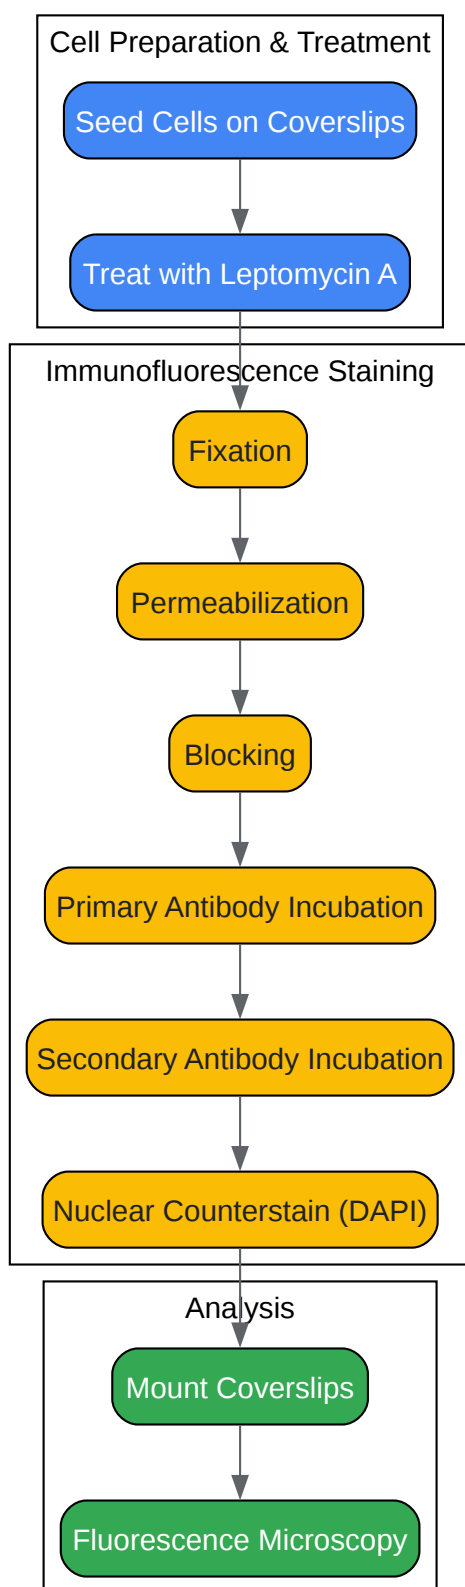 Cell Preparation & Treatment
Seed Cells on Coverslips
Treat with Leptomycin A
Immunofluorescence Staining
Fixation
Permeabilization
Blocking
Primary Antibody Incubation
Secondary Antibody Incubation
Nuclear Counterstain (DAPI)
Analysis
Mount Coverslips
Fluorescence Microscopy